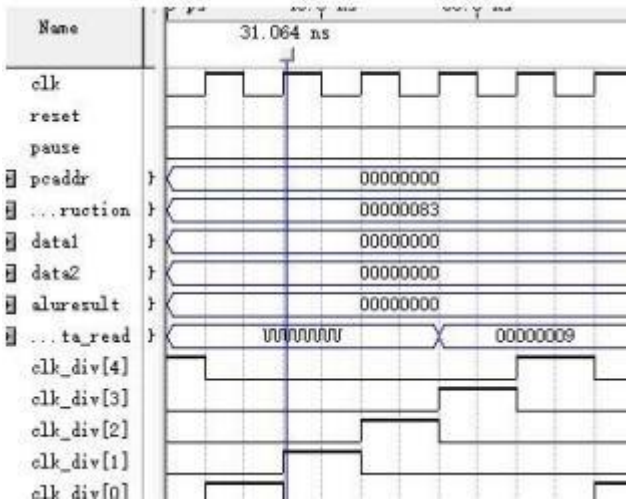 Name
31.064 ns
clk
reset
pause
pcaddr 00000000
...ruction 00000083
data1 00000000
data2 00000000
aluresult 00000000
...ta_read 00000009
clk_div[4]
clk_div[3]
clk_div[2]
clk_div[1]
clk_div[0]